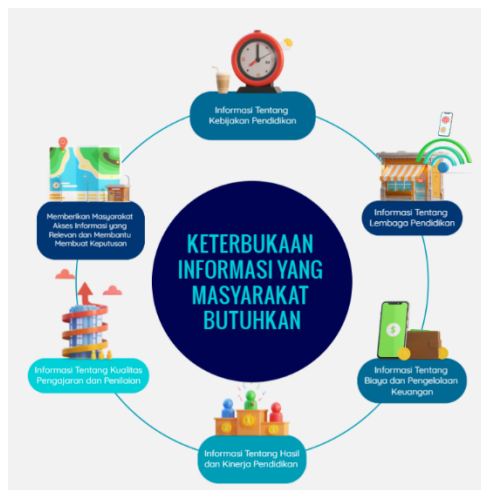 Informasi Tentang
Kebijakan Pendidikan
Informasi Tentang
Lembaga Pendidikan
Informasi Tentang
Biaya dan Pengelolaan
Keuangan
Informasi Tentang Hasil
dan Kinerja Pendidikan
Informasi Tentang Kualitas
Pengajaran dan Penilaian
Memberikan Masyarakat
Akses Informasi yang
Relevan dan Membantu
Membuat Keputusan
KETERBUKAAN
INFORMASI YANG
MASYARAKAT
BUTUHKAN